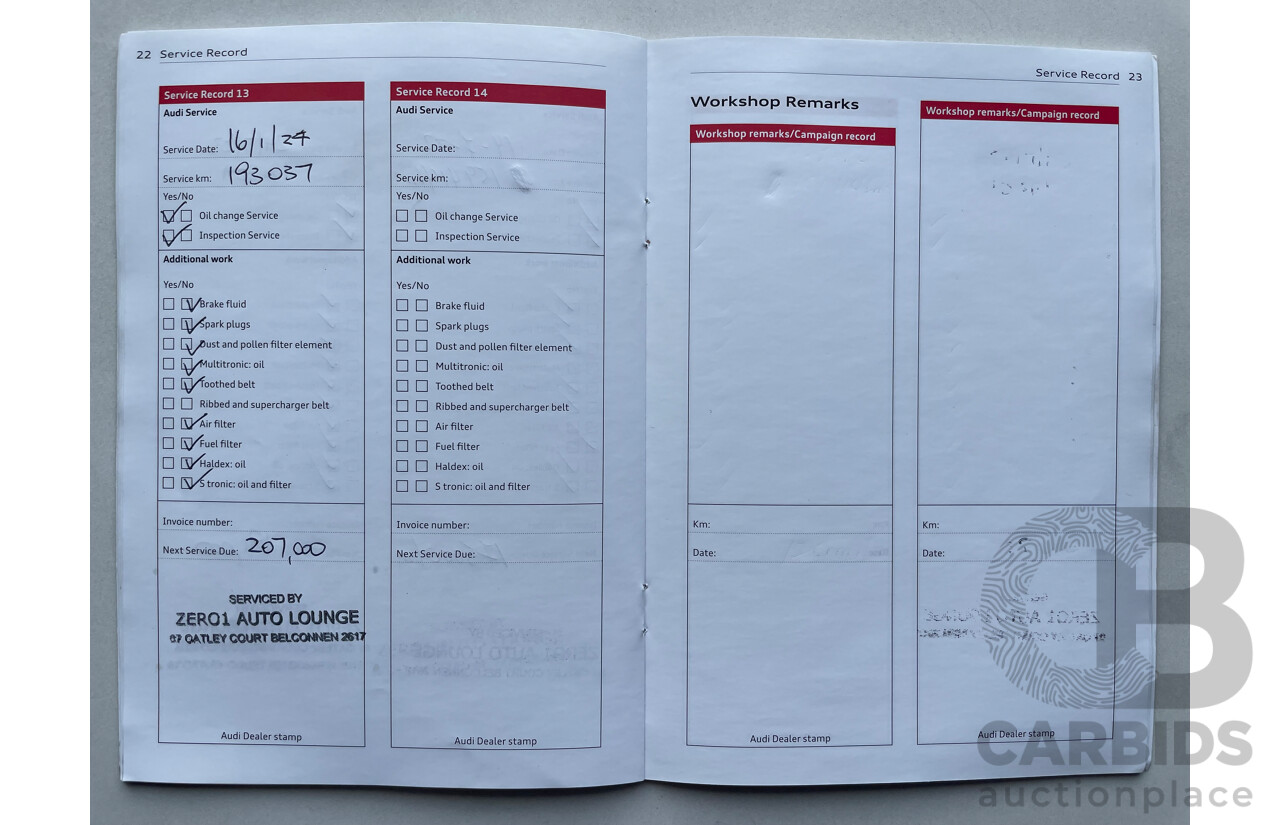 22 Service Record
Service Record 13
Audi Service
Service Date: 16/1/24
Service km: 193037
Yes/No
Oil change Service
Inspection Service
Additional work
Yes/No
Brake fluid
Spark plugs
Dust and pollen filter element
Multitronic: oil
Toothed belt
Ribbed and supercharger belt
Air filter
Fuel filter
Haldex: oil
S tronic: oil and filter
Invoice number:
Next Service Due: 207,000
SERVICED BY
ZERO1 AUTO LOUNGE
67 OATLEY COURT BELCONNEN 2617
Audi Dealer stamp
Service Record 14
Audi Service
Service Date:
Service km:
Yes/No
Oil change Service
Inspection Service
Additional work
Yes/No
Brake fluid
Spark plugs
Dust and pollen filter element
Multitronic: oil
Toothed belt
Ribbed and supercharger belt
Air filter
Fuel filter
Haldex: oil
S tronic: oil and filter
Invoice number:
Next Service Due:
Audi Dealer stamp
Service Record 23
Workshop Remarks
Workshop remarks/Campaign record
Km:
Date:
Audi Dealer stamp
Workshop remarks/Campaign record
Km:
Date:
Audi Dealer stamp
CARBIDS
auctionplace